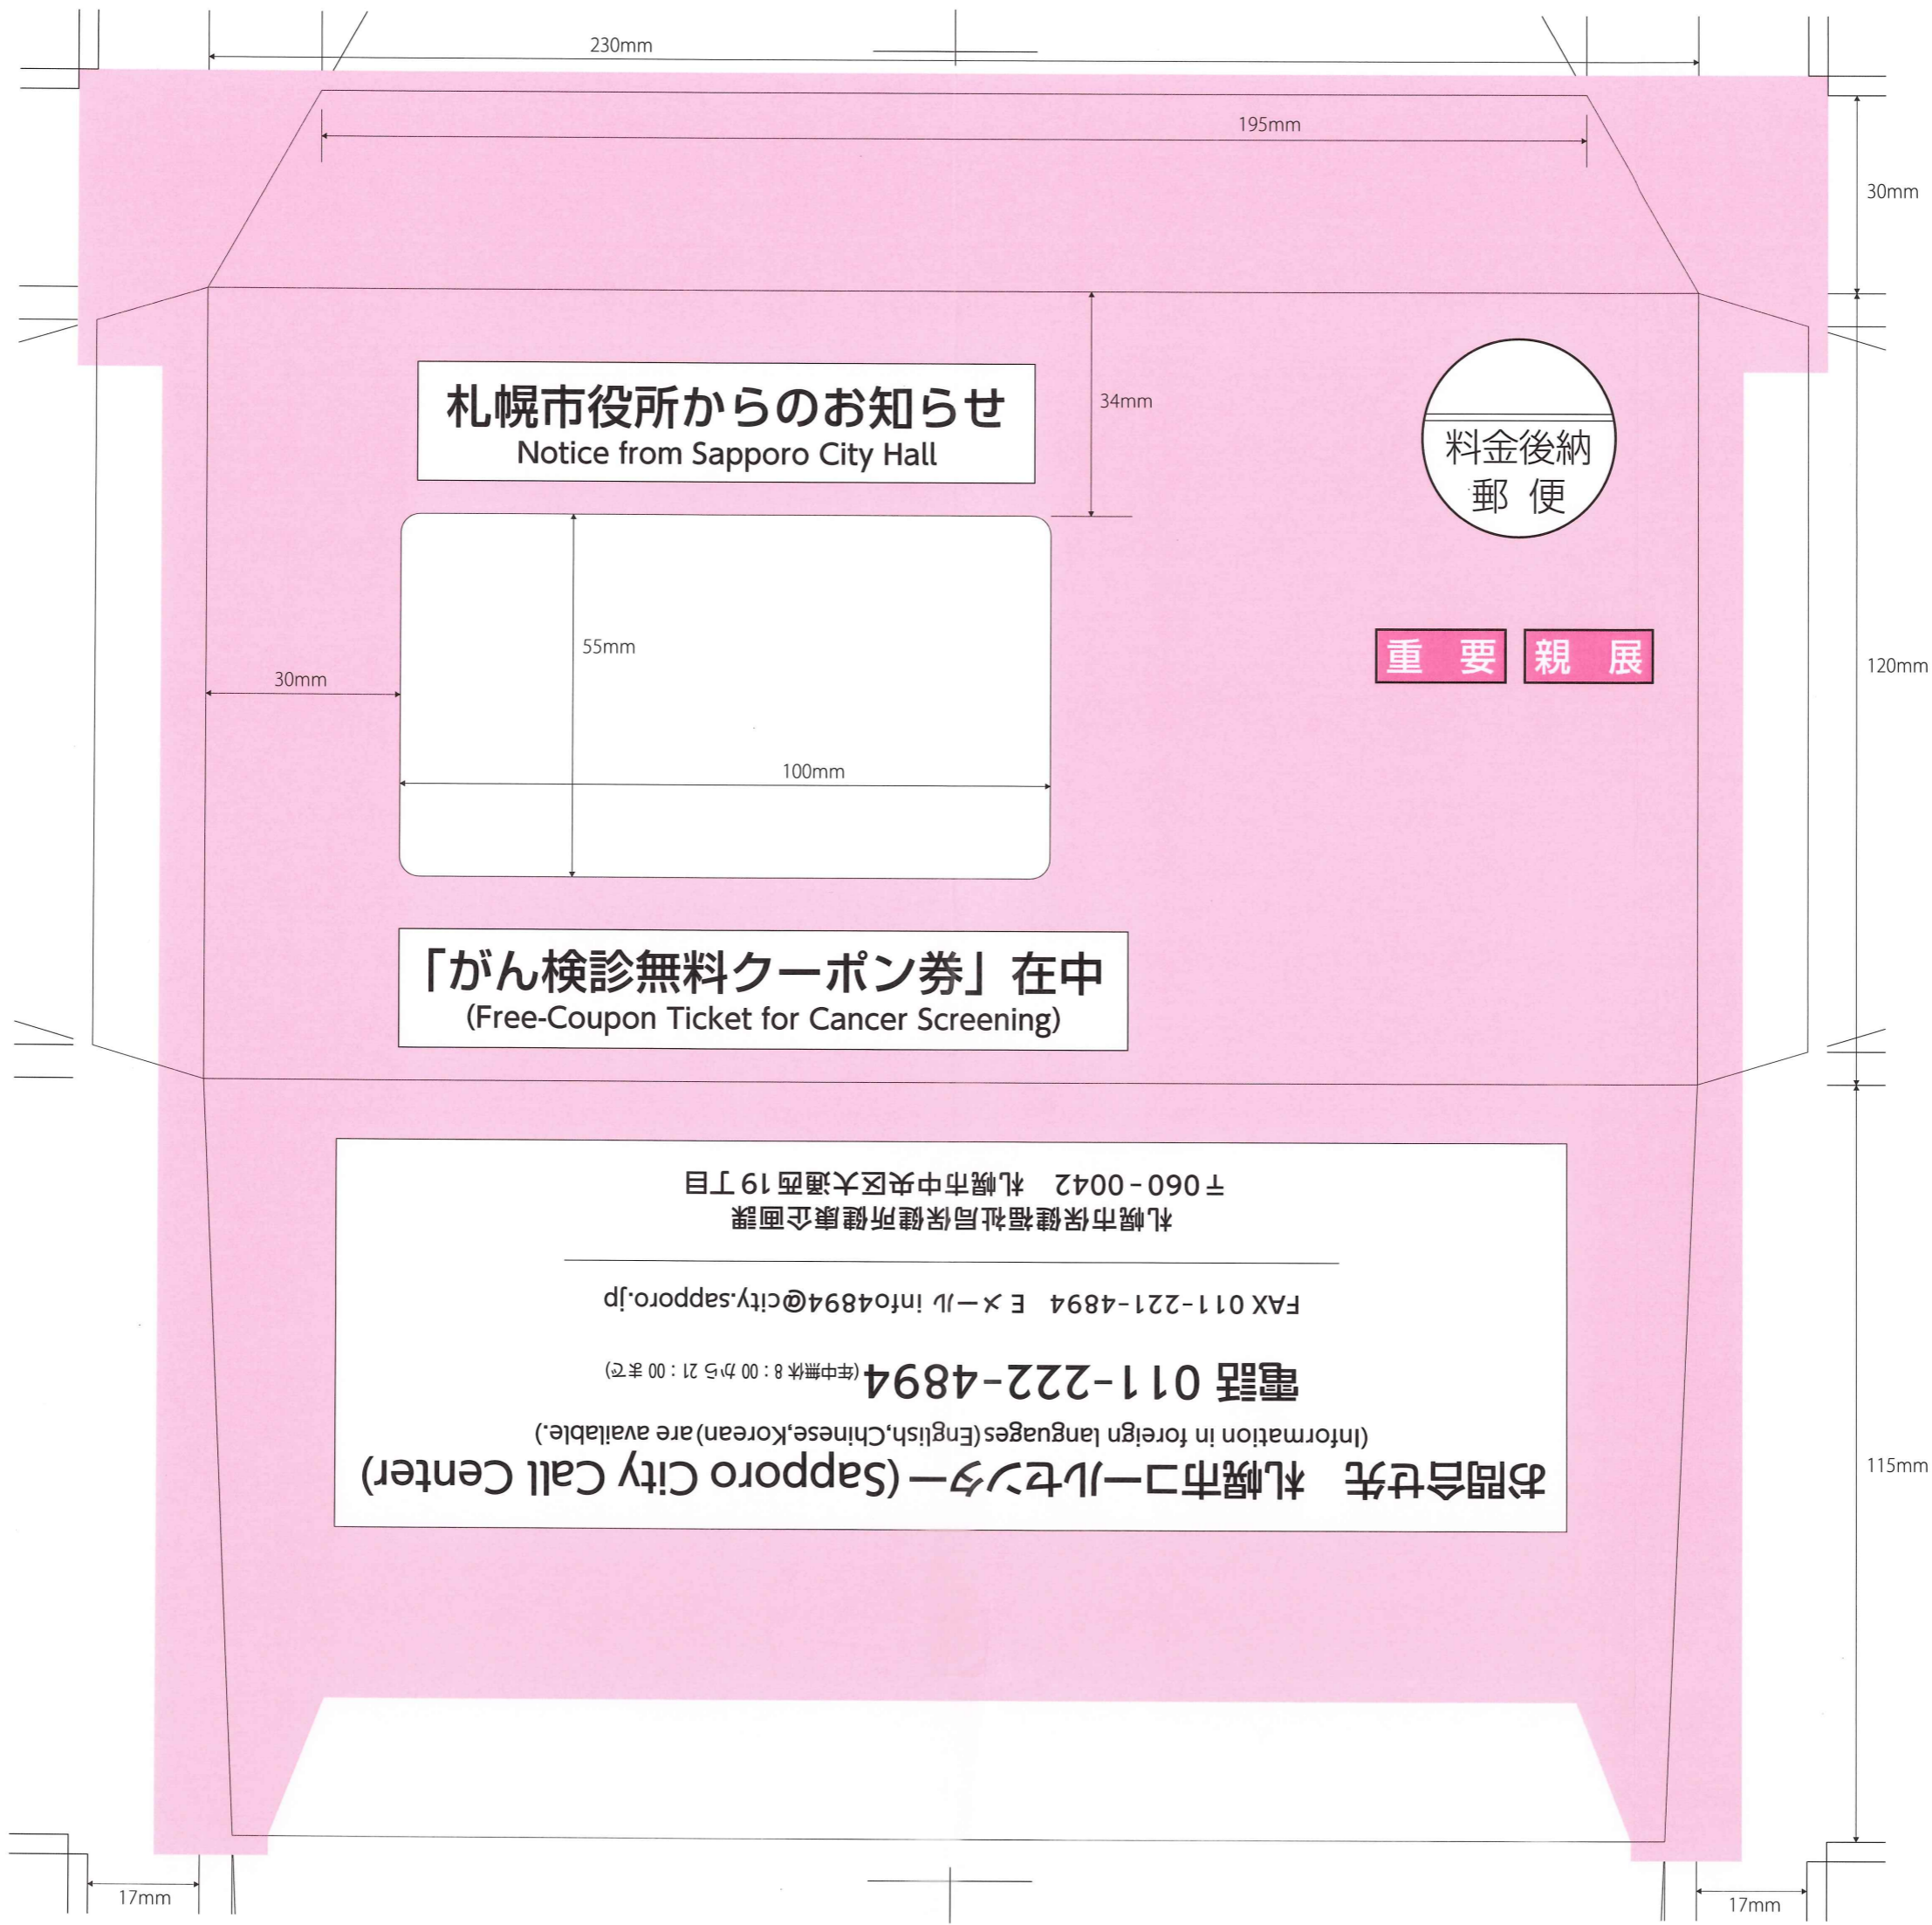 230mm
195mm
30mm
札幌市役所からのお知らせ
Notice from Sapporo City Hall
34mm
料金後納
郵 便
55mm
30mm
重 要
親 展
120mm
100mm
「がん検診無料クーポン券」在中
(Free-Coupon Ticket for Cancer Screening)
お問合せ先 札幌市コールセンター(Sapporo City Call Center)
(Information in foreign languages(English,Chinese,Korean)are available.)
電話 011-222-4894(年中無休 8:00から 21:00まで)
FAX 011-221-4894 Eメール info4894@city.sapporo.jp
札幌市保健福祉局保健所健康企画課
〒060-0042 札幌市中央区大通西19丁目
115mm
17mm
17mm